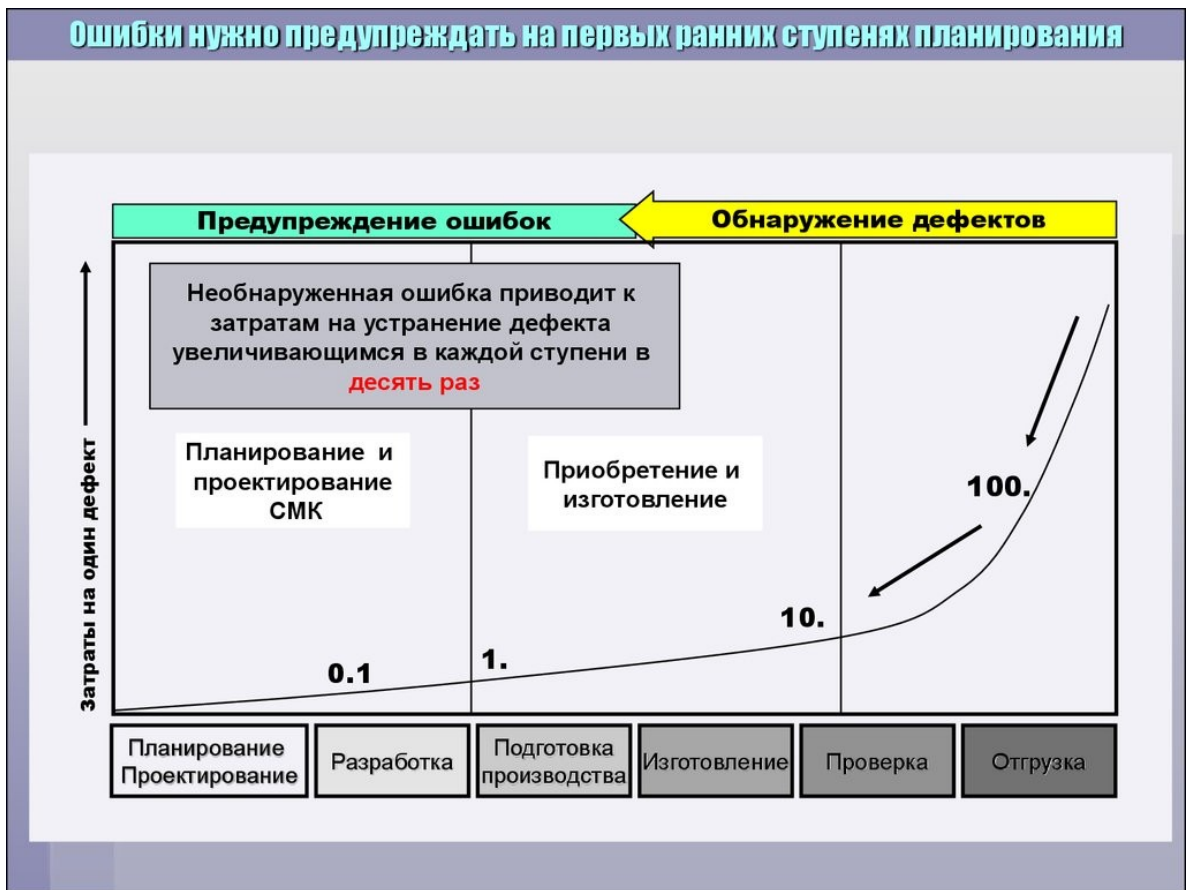 Ошибки нужно предупреждать на первых ранних ступенях планирования
Предупреждение ошибок
Обнаружение дефектов
Необнаруженная ошибка приводит к
затратам на устранение дефекта
увеличивающимся в каждой ступени в
десять раз
Затраты на один дефект
Планирование и
проектирование
СМК
Приобретение и
изготовление
100.
10.
1.
0.1
Планирование
Проектирование
Разработка
Подготовка
производства
Изготовление
Проверка
Отгрузка